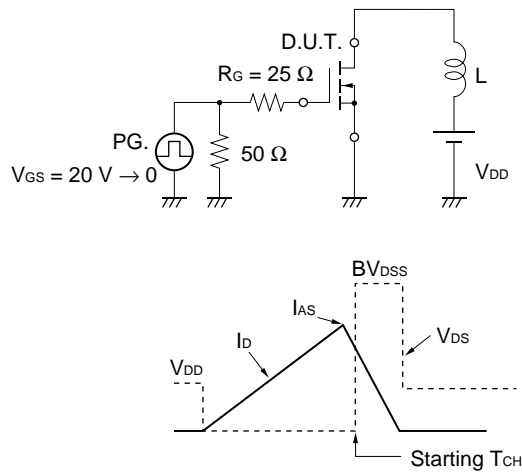 D.U.T.
RG = 25 Ω
L
PG.
50 Ω
VGS = 20 V → 0
VDD
BVDSS
IAS
ID
VDS
VDD
Starting TCH